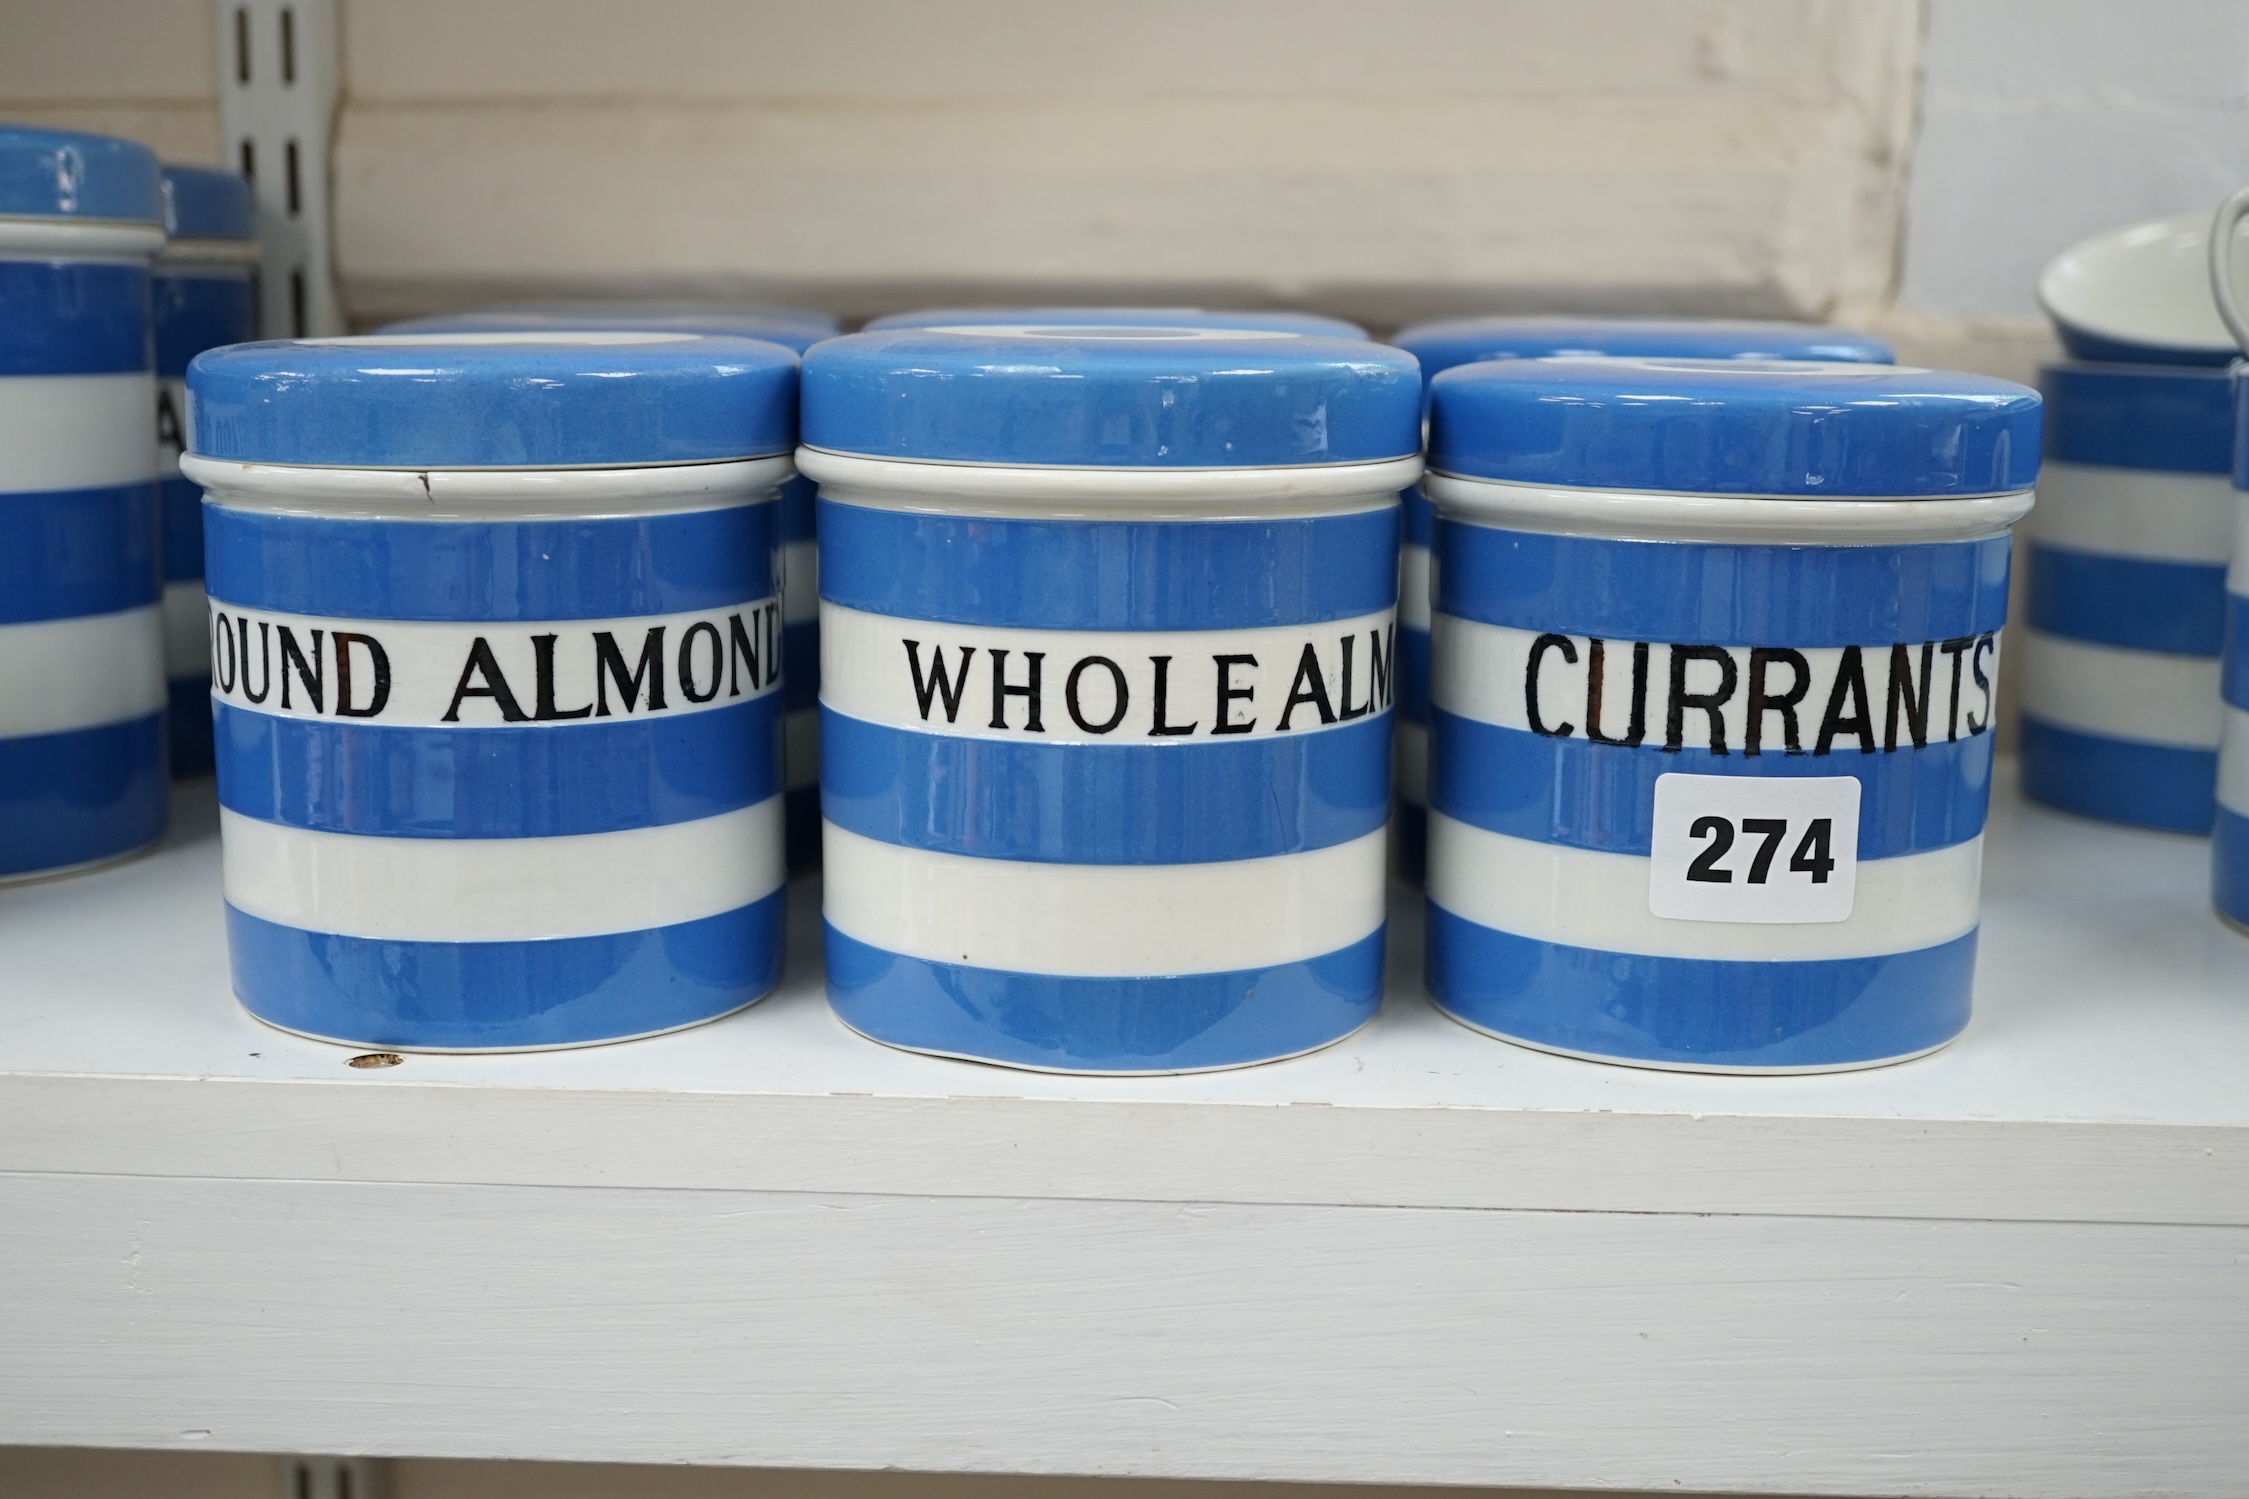 ROUND ALMOND
WHOLE ALM
CURRANTS
274
A